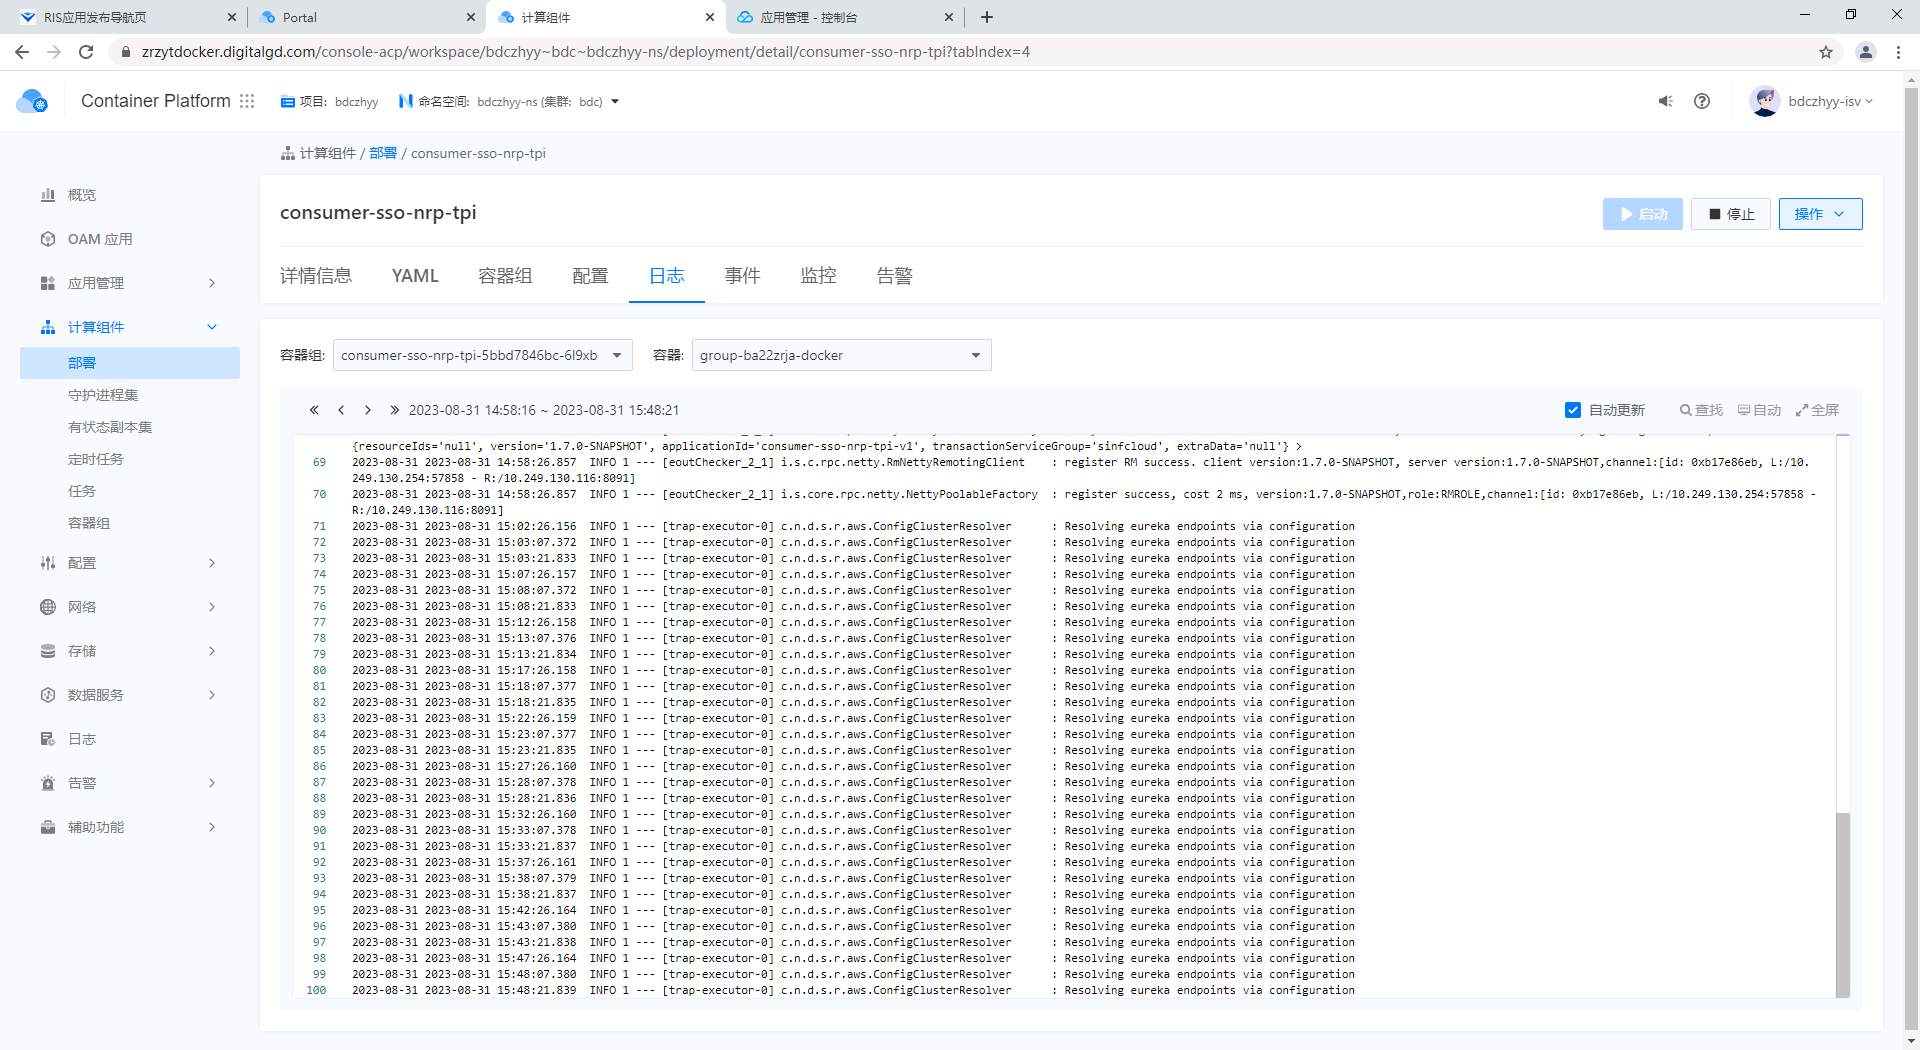 RIS应用发布导航页
Portal
计算组件
应用管理 - 控制台
zrzytdocker.digitalgd.com/console-acp/workspace/bdczhyy~bdc~bdczhyy-ns/deployment/detail/consumer-sso-nrp-tpi?tabIndex=4
Container Platform
项目: bdczhyy
命名空间: bdczhyy-ns (集群: bdc)
bdczhyy-isv
计算组件 / 部署 / consumer-sso-nrp-tpi
概览
OAM 应用
应用管理
计算组件
部署
守护进程集
有状态副本集
定时任务
任务
容器组
配置
网络
存储
数据服务
日志
告警
辅助功能
consumer-sso-nrp-tpi
启动
停止
操作
详情信息 YAML 容器组 配置 日志 事件 监控 告警
容器组: consumer-sso-nrp-tpi-5bbd7846bc-6l9xb 容器: group-ba22zrja-docker
2023-08-31 14:58:16 ~ 2023-08-31 15:48:21
自动更新 查找 自动 全屏
{resourceIds='null', version='1.7.0-SNAPSHOT', applicationId='consumer-sso-nrp-tpi-v1', transactionServiceGroup='sinfcloud', extraData='null'} >
69 2023-08-31 2023-08-31 14:58:26.857 INFO 1 --- [eoutChecker_2_1] i.s.c.rpc.netty.RmNettyRemotingClient : register RM success. client version:1.7.0-SNAPSHOT, server version:1.7.0-SNAPSHOT,channel:[id: 0xb17e86eb, L:/10.
249.130.254:57858 - R:/10.249.130.116:8091]
70 2023-08-31 2023-08-31 14:58:26.857 INFO 1 --- [eoutChecker_2_1] i.s.core.rpc.netty.NettyPoolableFactory : register success, cost 2 ms, version:1.7.0-SNAPSHOT,role:RMROLE,channel:[id: 0xb17e86eb, L:/10.249.130.254:57858 -
R:/10.249.130.116:8091]
71 2023-08-31 2023-08-31 15:02:26.156 INFO 1 --- [trap-executor-0] c.n.d.s.r.aws.ConfigClusterResolver : Resolving eureka endpoints via configuration
72 2023-08-31 2023-08-31 15:03:07.372 INFO 1 --- [trap-executor-0] c.n.d.s.r.aws.ConfigClusterResolver : Resolving eureka endpoints via configuration
73 2023-08-31 2023-08-31 15:03:21.833 INFO 1 --- [trap-executor-0] c.n.d.s.r.aws.ConfigClusterResolver : Resolving eureka endpoints via configuration
74 2023-08-31 2023-08-31 15:07:26.157 INFO 1 --- [trap-executor-0] c.n.d.s.r.aws.ConfigClusterResolver : Resolving eureka endpoints via configuration
75 2023-08-31 2023-08-31 15:08:07.372 INFO 1 --- [trap-executor-0] c.n.d.s.r.aws.ConfigClusterResolver : Resolving eureka endpoints via configuration
76 2023-08-31 2023-08-31 15:08:21.833 INFO 1 --- [trap-executor-0] c.n.d.s.r.aws.ConfigClusterResolver : Resolving eureka endpoints via configuration
77 2023-08-31 2023-08-31 15:12:26.158 INFO 1 --- [trap-executor-0] c.n.d.s.r.aws.ConfigClusterResolver : Resolving eureka endpoints via configuration
78 2023-08-31 2023-08-31 15:13:07.376 INFO 1 --- [trap-executor-0] c.n.d.s.r.aws.ConfigClusterResolver : Resolving eureka endpoints via configuration
79 2023-08-31 2023-08-31 15:13:21.834 INFO 1 --- [trap-executor-0] c.n.d.s.r.aws.ConfigClusterResolver : Resolving eureka endpoints via configuration
80 2023-08-31 2023-08-31 15:17:26.158 INFO 1 --- [trap-executor-0] c.n.d.s.r.aws.ConfigClusterResolver : Resolving eureka endpoints via configuration
81 2023-08-31 2023-08-31 15:18:07.377 INFO 1 --- [trap-executor-0] c.n.d.s.r.aws.ConfigClusterResolver : Resolving eureka endpoints via configuration
82 2023-08-31 2023-08-31 15:18:21.835 INFO 1 --- [trap-executor-0] c.n.d.s.r.aws.ConfigClusterResolver : Resolving eureka endpoints via configuration
83 2023-08-31 2023-08-31 15:22:26.159 INFO 1 --- [trap-executor-0] c.n.d.s.r.aws.ConfigClusterResolver : Resolving eureka endpoints via configuration
84 2023-08-31 2023-08-31 15:23:07.377 INFO 1 --- [trap-executor-0] c.n.d.s.r.aws.ConfigClusterResolver : Resolving eureka endpoints via configuration
85 2023-08-31 2023-08-31 15:23:21.835 INFO 1 --- [trap-executor-0] c.n.d.s.r.aws.ConfigClusterResolver : Resolving eureka endpoints via configuration
86 2023-08-31 2023-08-31 15:27:26.160 INFO 1 --- [trap-executor-0] c.n.d.s.r.aws.ConfigClusterResolver : Resolving eureka endpoints via configuration
87 2023-08-31 2023-08-31 15:28:07.378 INFO 1 --- [trap-executor-0] c.n.d.s.r.aws.ConfigClusterResolver : Resolving eureka endpoints via configuration
88 2023-08-31 2023-08-31 15:28:21.836 INFO 1 --- [trap-executor-0] c.n.d.s.r.aws.ConfigClusterResolver : Resolving eureka endpoints via configuration
89 2023-08-31 2023-08-31 15:32:26.160 INFO 1 --- [trap-executor-0] c.n.d.s.r.aws.ConfigClusterResolver : Resolving eureka endpoints via configuration
90 2023-08-31 2023-08-31 15:33:07.378 INFO 1 --- [trap-executor-0] c.n.d.s.r.aws.ConfigClusterResolver : Resolving eureka endpoints via configuration
91 2023-08-31 2023-08-31 15:33:21.837 INFO 1 --- [trap-executor-0] c.n.d.s.r.aws.ConfigClusterResolver : Resolving eureka endpoints via configuration
92 2023-08-31 2023-08-31 15:37:26.161 INFO 1 --- [trap-executor-0] c.n.d.s.r.aws.ConfigClusterResolver : Resolving eureka endpoints via configuration
93 2023-08-31 2023-08-31 15:38:07.379 INFO 1 --- [trap-executor-0] c.n.d.s.r.aws.ConfigClusterResolver : Resolving eureka endpoints via configuration
94 2023-08-31 2023-08-31 15:38:21.837 INFO 1 --- [trap-executor-0] c.n.d.s.r.aws.ConfigClusterResolver : Resolving eureka endpoints via configuration
95 2023-08-31 2023-08-31 15:42:26.164 INFO 1 --- [trap-executor-0] c.n.d.s.r.aws.ConfigClusterResolver : Resolving eureka endpoints via configuration
96 2023-08-31 2023-08-31 15:43:07.380 INFO 1 --- [trap-executor-0] c.n.d.s.r.aws.ConfigClusterResolver : Resolving eureka endpoints via configuration
97 2023-08-31 2023-08-31 15:43:21.838 INFO 1 --- [trap-executor-0] c.n.d.s.r.aws.ConfigClusterResolver : Resolving eureka endpoints via configuration
98 2023-08-31 2023-08-31 15:47:26.164 INFO 1 --- [trap-executor-0] c.n.d.s.r.aws.ConfigClusterResolver : Resolving eureka endpoints via configuration
99 2023-08-31 2023-08-31 15:48:07.380 INFO 1 --- [trap-executor-0] c.n.d.s.r.aws.ConfigClusterResolver : Resolving eureka endpoints via configuration
100 2023-08-31 2023-08-31 15:48:21.839 INFO 1 --- [trap-executor-0] c.n.d.s.r.aws.ConfigClusterResolver : Resolving eureka endpoints via configuration